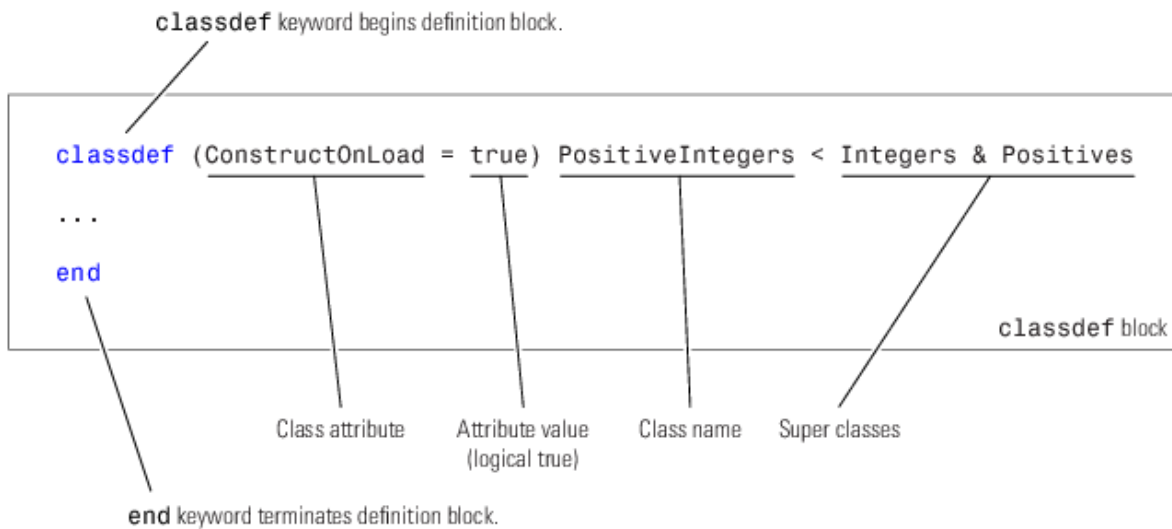 classdef keyword begins definition block.
classdef (ConstructOnLoad = true) PositiveIntegers < Integers & Positives
...
end
classdef block
Class attribute
Attribute value
(logical true)
Class name
Super classes
end keyword terminates definition block.